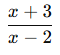 x + 3
x − 2